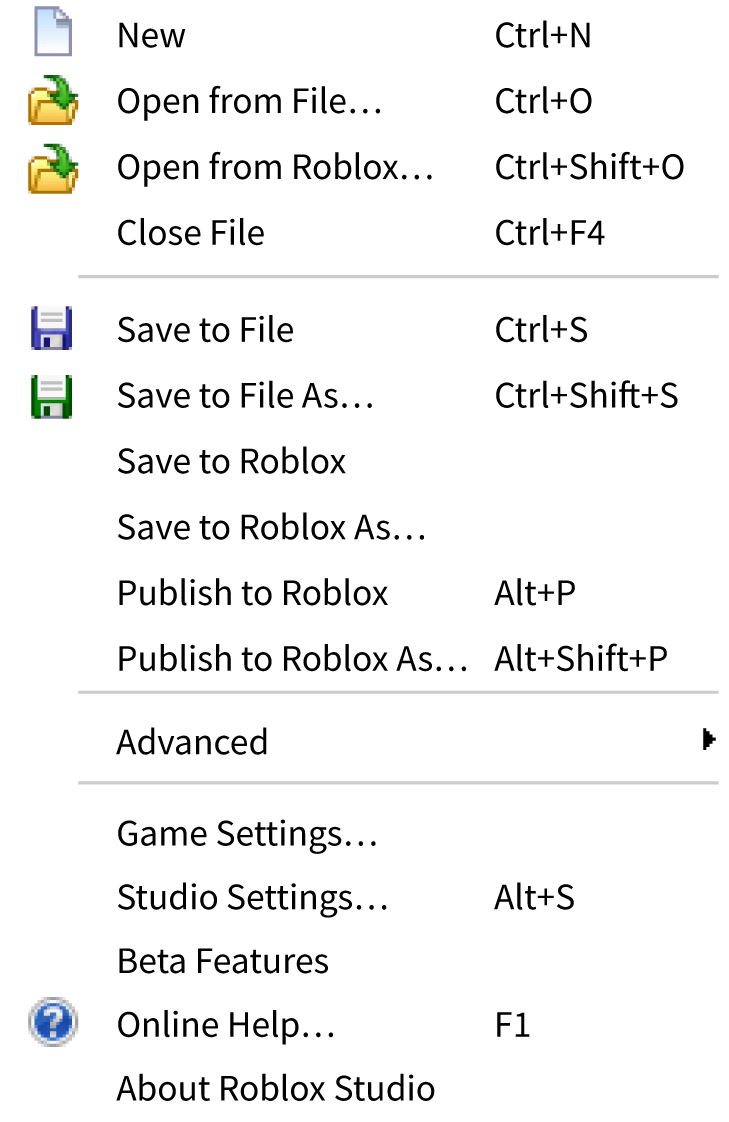 New Ctrl+N
Open from File… Ctrl+O
Open from Roblox… Ctrl+Shift+O
Close File Ctrl+F4
Save to File Ctrl+S
Save to File As… Ctrl+Shift+S
Save to Roblox
Save to Roblox As…
Publish to Roblox Alt+P
Publish to Roblox As… Alt+Shift+P
Advanced
Game Settings…
Studio Settings… Alt+S
Beta Features
Online Help… F1
About Roblox Studio